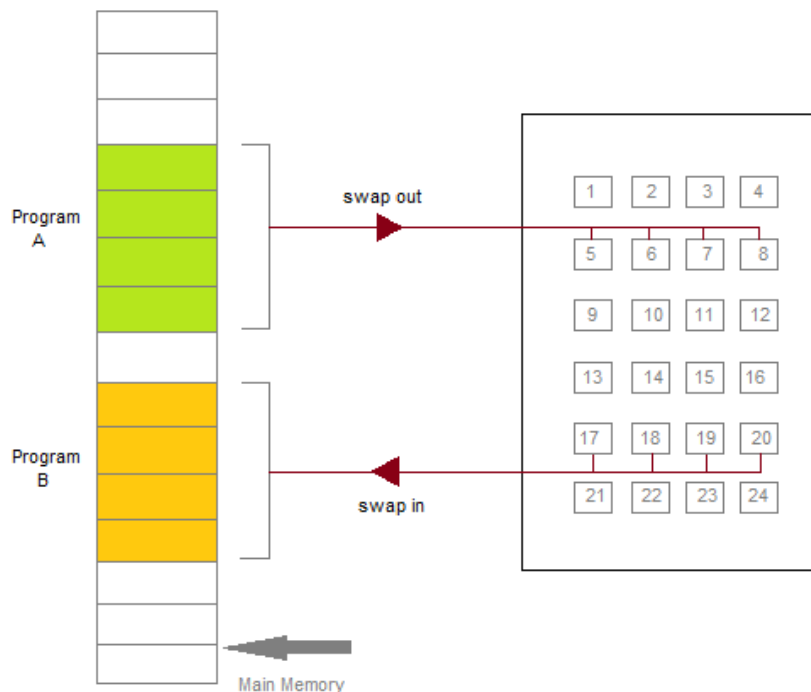 Program
A
swap out
1 2 3 4
5 6 7 8
9 10 11 12
13 14 15 16
Program
B
17 18 19 20
swap in
21 22 23 24
Main Memory